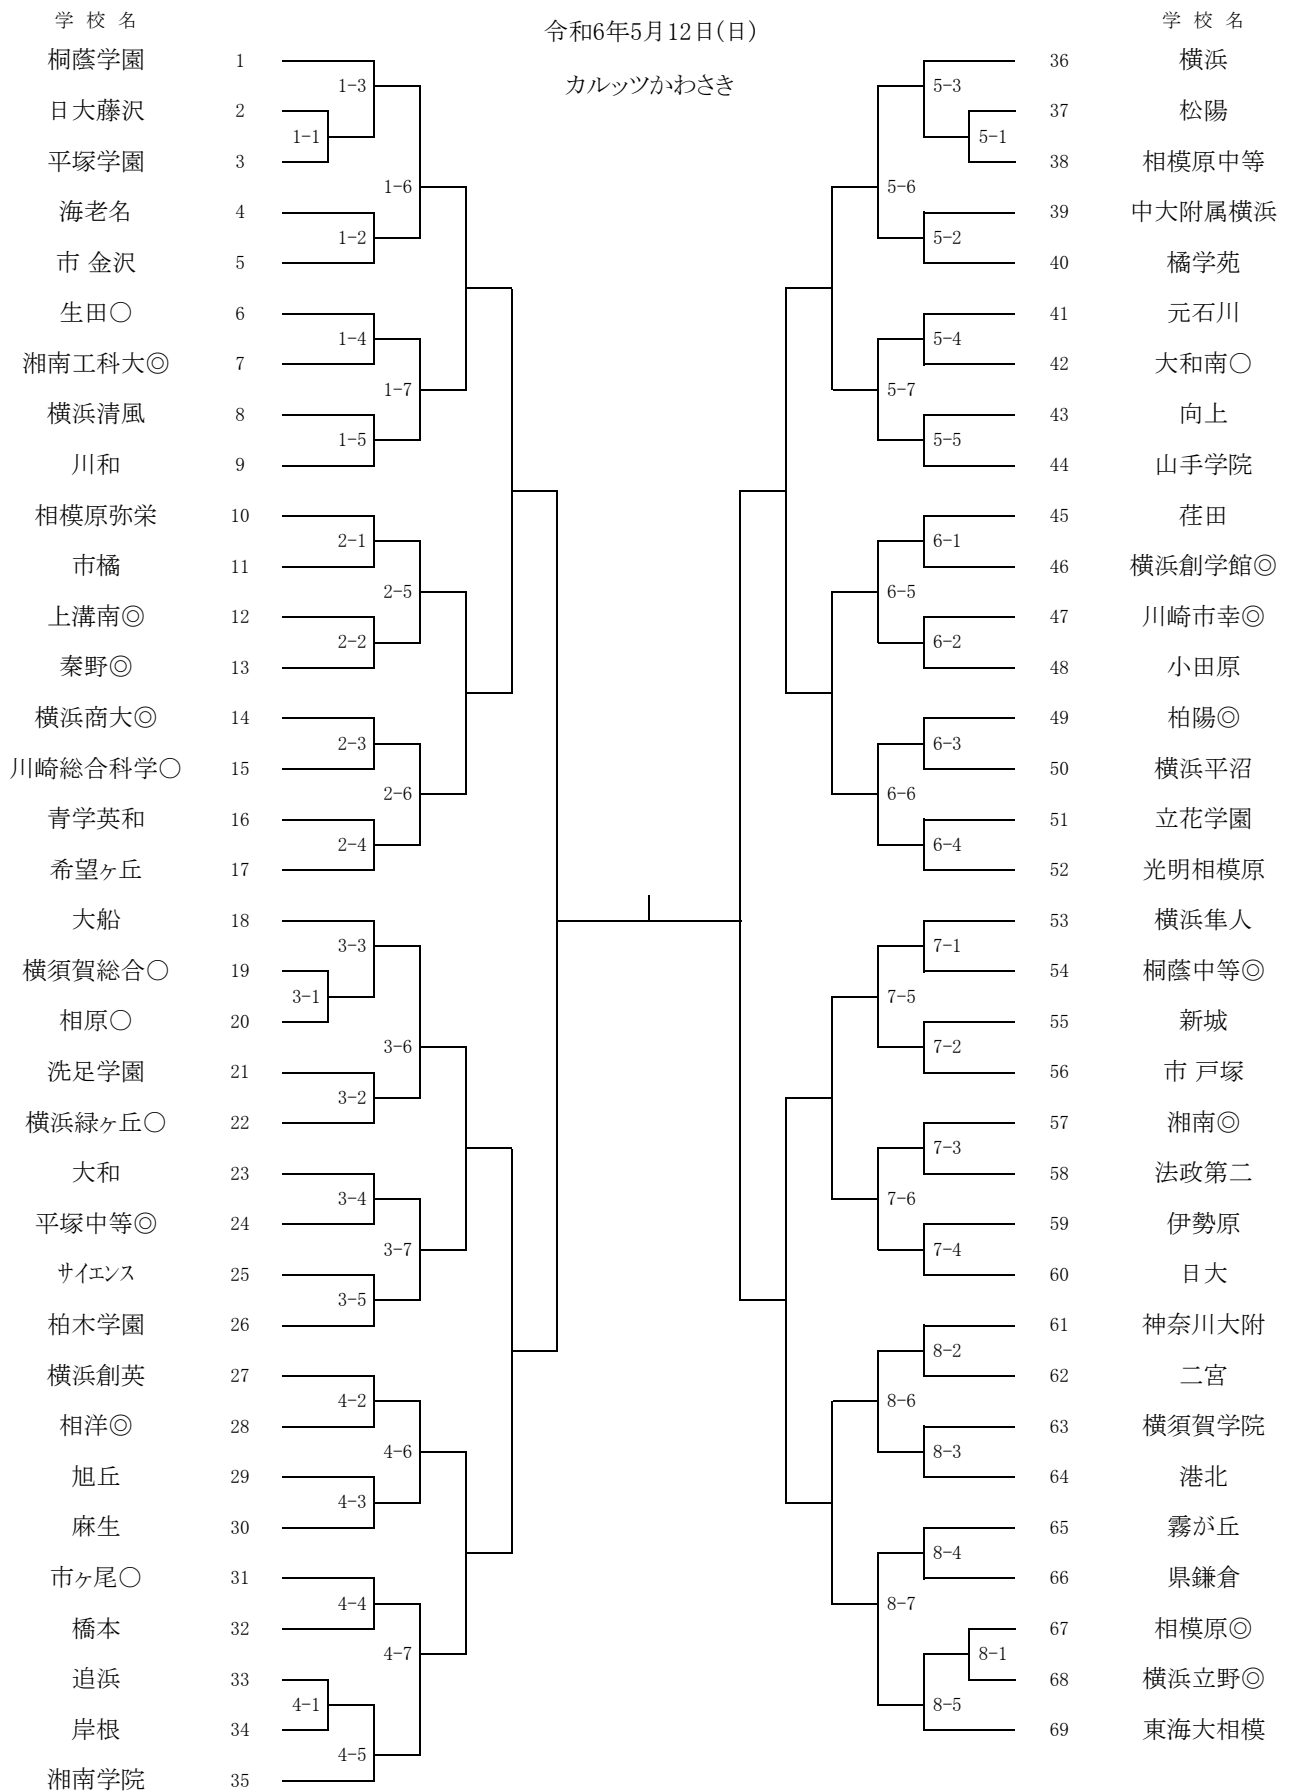 学 校 名
令和6年5月12日(日)
カルッツかわさき
桐蔭学園 1
1-3
日大藤沢 2
1-1
平塚学園 3
1-6
海老名 4
1-2
市 金沢 5
生田○ 6
1-4
湘南工科大◎ 7
1-7
横浜清風 8
1-5
川和 9
相模原弥栄 10
2-1
市橘 11
2-5
上溝南◎ 12
2-2
秦野◎ 13
横浜商大◎ 14
2-3
川崎総合科学○ 15
2-6
青学英和 16
2-4
希望ヶ丘 17
大船 18
3-3
横須賀総合○ 19
3-1
相原○ 20
3-6
洗足学園 21
3-2
横浜緑ヶ丘○ 22
大和 23
3-4
平塚中等◎ 24
3-7
サイエンス 25
3-5
柏木学園 26
横浜創英 27
4-2
相洋◎ 28
4-6
旭丘 29
4-3
麻生 30
市ヶ尾○ 31
4-4
橋本 32
4-7
追浜 33
4-1
岸根 34
4-5
湘南学院 35
学 校 名
36 横浜
5-3
37 松陽
5-1
38 相模原中等
5-6
39 中大附属横浜
5-2
40 橘学苑
41 元石川
5-4
42 大和南○
5-7
43 向上
5-5
44 山手学院
45 荏田
6-1
46 横浜創学館◎
6-5
47 川崎市幸◎
6-2
48 小田原
49 柏陽◎
6-3
50 横浜平沼
6-6
51 立花学園
6-4
52 光明相模原
53 横浜隼人
7-1
54 桐蔭中等◎
7-5
55 新城
7-2
56 市 戸塚
57 湘南◎
7-3
58 法政第二
7-6
59 伊勢原
7-4
60 日大
61 神奈川大附
8-2
62 二宮
8-6
63 横須賀学院
8-3
64 港北
65 霧が丘
8-4
66 県鎌倉
8-7
67 相模原◎
8-1
68 横浜立野◎
8-5
69 東海大相模